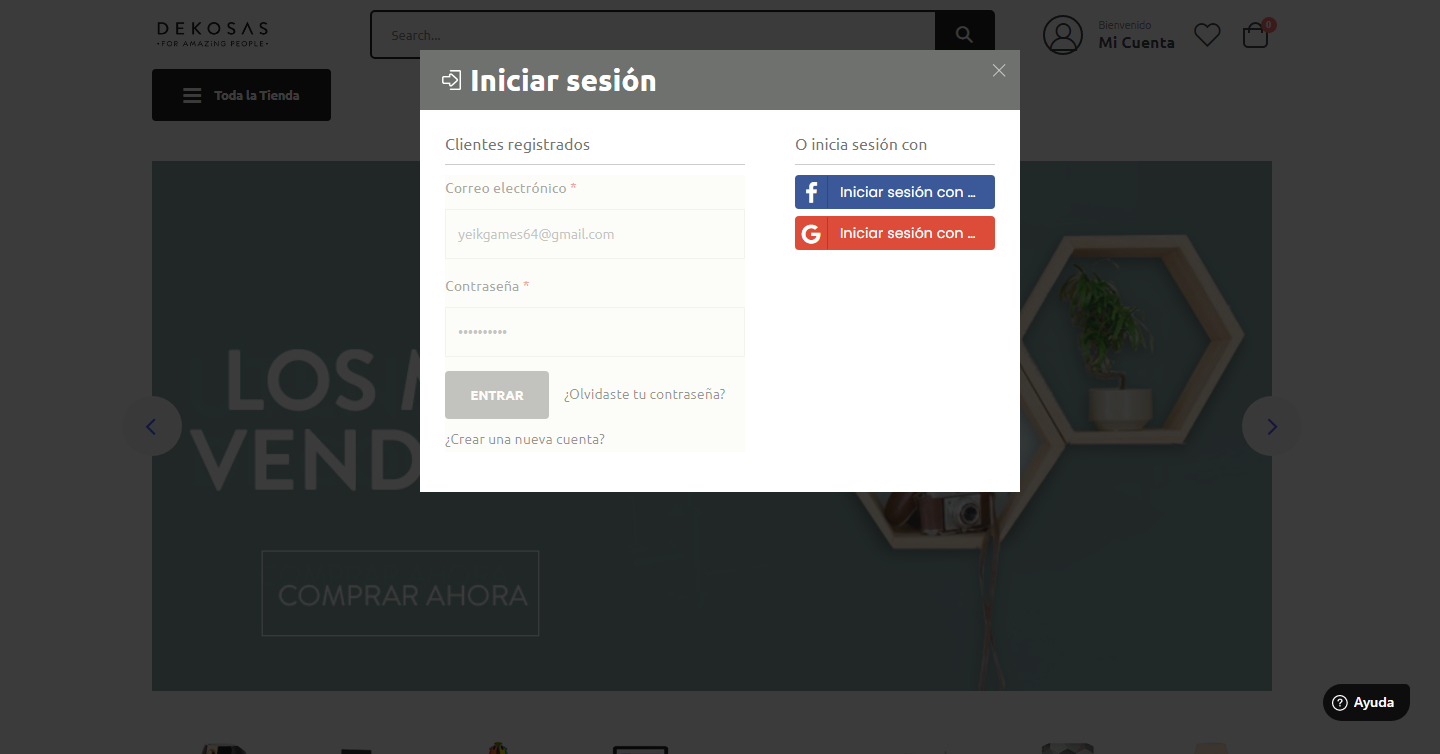 DEKOSAS
•FOR AMAZING PEOPLE•
Search...
Bienvenido
Mi Cuenta
0
Toda la Tienda
Iniciar sesión
Clientes registrados
Correo electrónico *
yeikgames64@gmail.com
Contraseña *
••••••••••
ENTRAR
¿Olvidaste tu contraseña?
¿Crear una nueva cuenta?
O inicia sesión con
Iniciar sesión con ...
Iniciar sesión con ...
LOS
VEND
COMPRAR AHORA
Ayuda